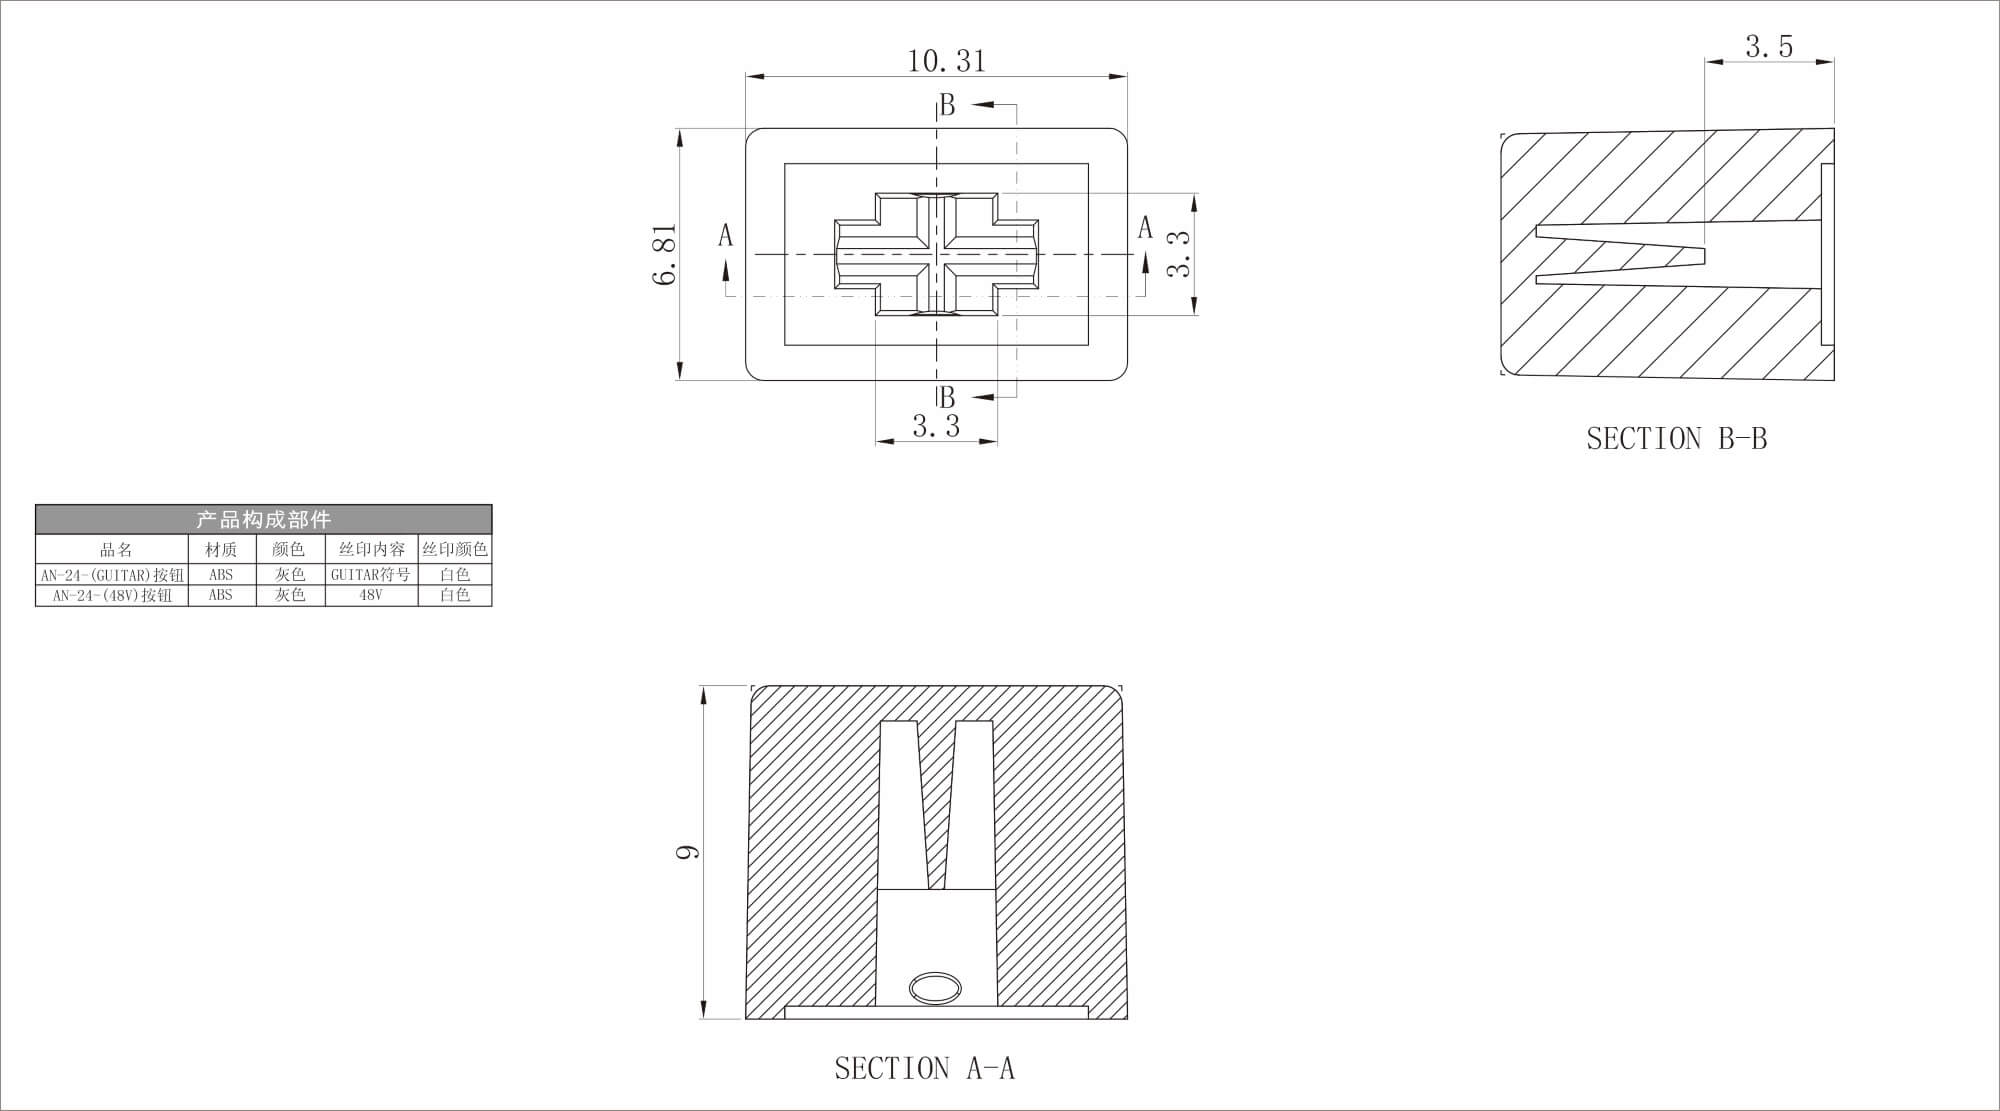 10.31
3.5
B
6.81
A
A
3.3
B
3.3
SECTION B-B
产品构成部件
品名 材质 颜色 丝印内容 丝印颜色
AN-24-(GUITAR)按钮 ABS 灰色 GUITAR符号 白色
AN-24-(48V)按钮 ABS 灰色 48V 白色
9
SECTION A-A